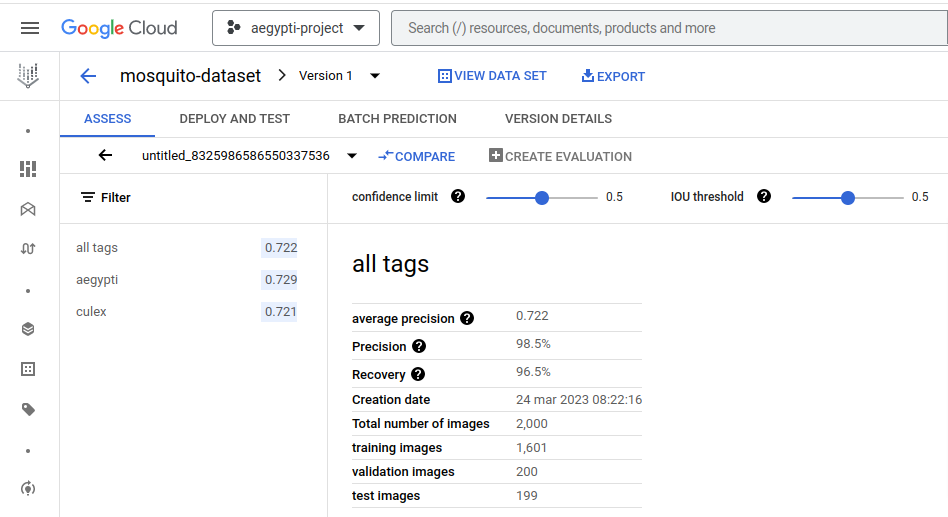 Google Cloud aegypti-project Search (/) resources, documents, products and more
mosquito-dataset Version 1 VIEW DATA SET EXPORT
ASSESS DEPLOY AND TEST BATCH PREDICTION VERSION DETAILS
untitled_8325986586550337536 COMPARE CREATE EVALUATION
Filter confidence limit ? 0.5 IOU threshold ? 0.5
all tags 0.722
aegypti 0.729
culex 0.721
all tags
average precision ? 0.722
Precision ? 98.5%
Recovery ? 96.5%
Creation date 24 mar 2023 08:22:16
Total number of images 2,000
training images 1,601
validation images 200
test images 199